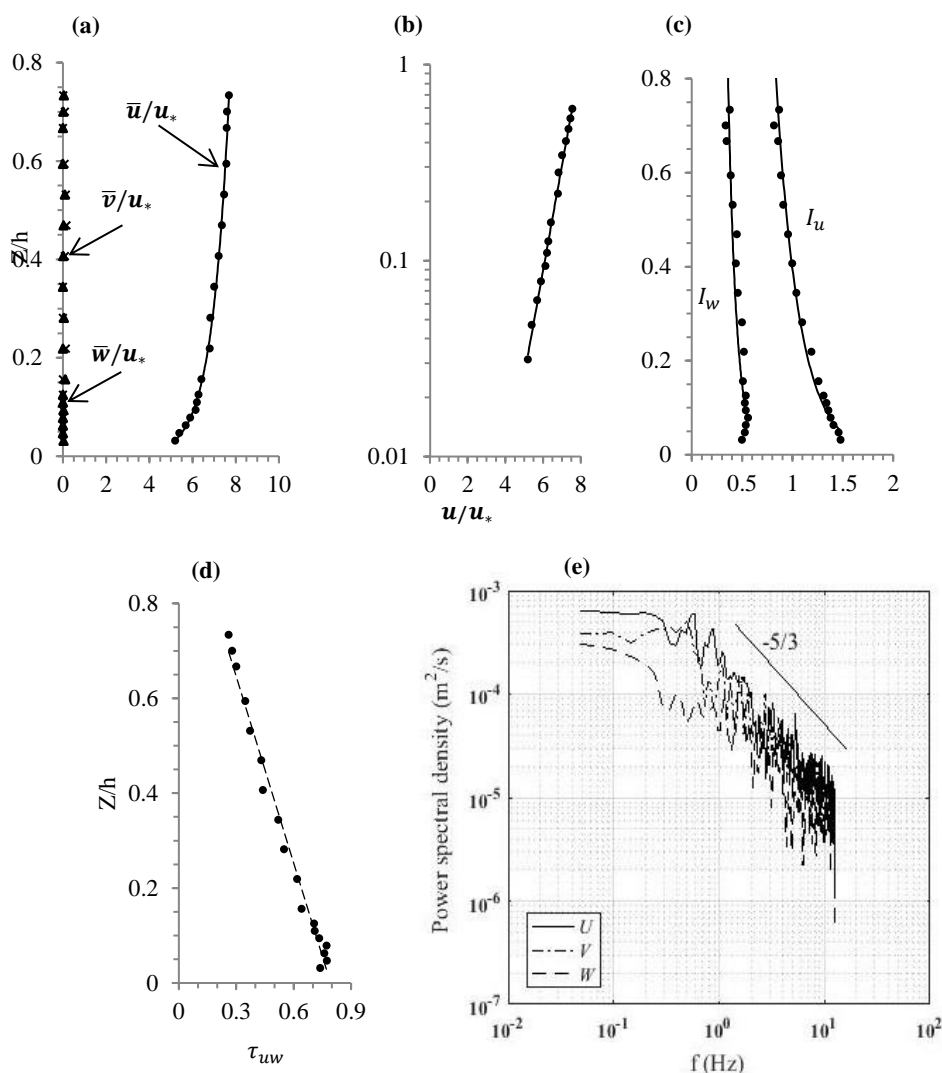 (a)
(b)
(c)
0.8
0.6
0.4
0.2
0
Z/h
u̅/u*
v̅/u*
w̅/u*
0 2 4 6 8 10
1
0.1
0.01
0 2 4 6 8
u/u*
0.8
0.6
0.4
0.2
0
I_u
I_w
0 0.5 1 1.5 2
(d)
(e)
0.8
0.6
0.4
0.2
0
Z/h
0 0.3 0.6 0.9
τ_uw
10^-3
10^-4
10^-5
10^-6
10^-7
Power spectral density (m^2/s)
-5/3
U
V
W
10^-2 10^-1 10^0 10^1 10^2
f (Hz)